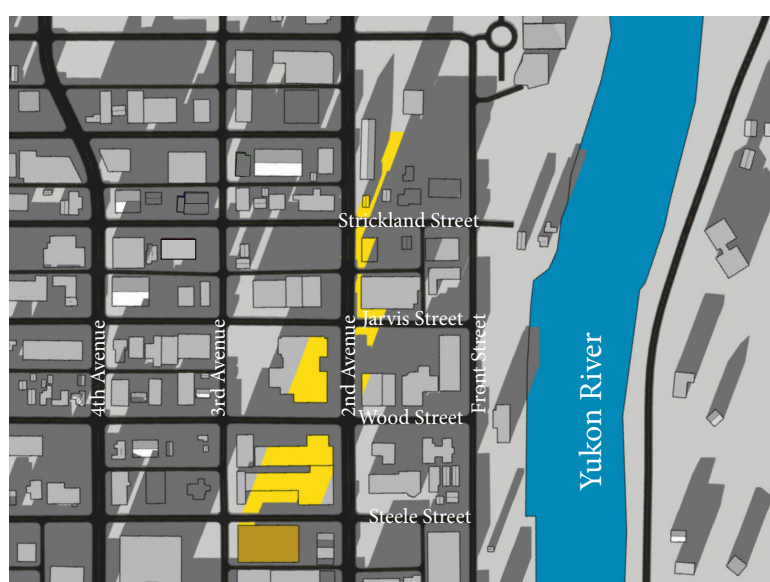 Strickland Street
Jarvis Street
4th Avenue
3rd Avenue
2nd Avenue
Front Street
Yukon River
Wood Street
Steele Street